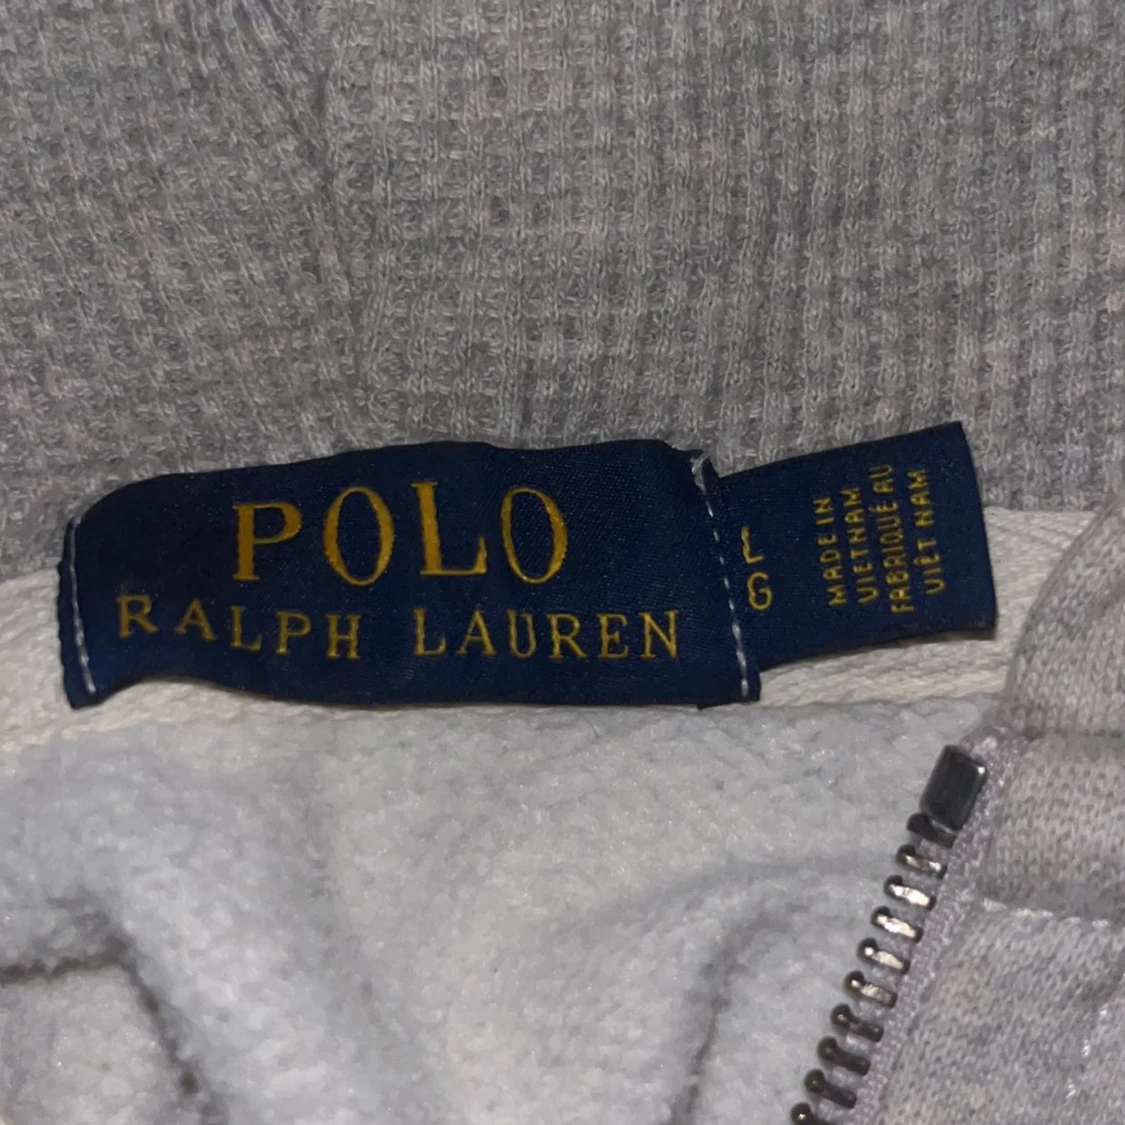 POLO
RALPH LAUREN
L
G
MADE IN
VIETNAM
FABRIQUÉ AU
VIÊT NAM